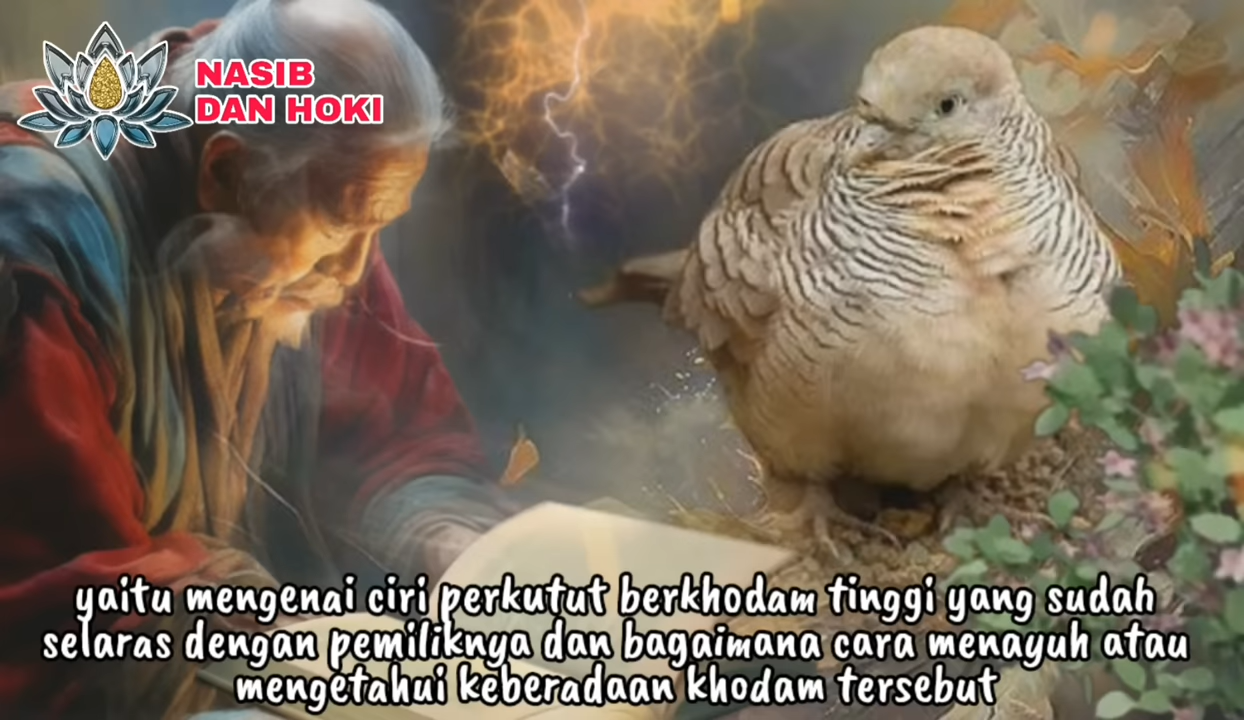 NASIB
DAN HOKI
yaitu mengenai ciri perkutut berkhodam tinggi yang sudah
selaras dengan pemiliknya dan bagaimana cara menayuh atau
mengetahui keberadaan khodam tersebut